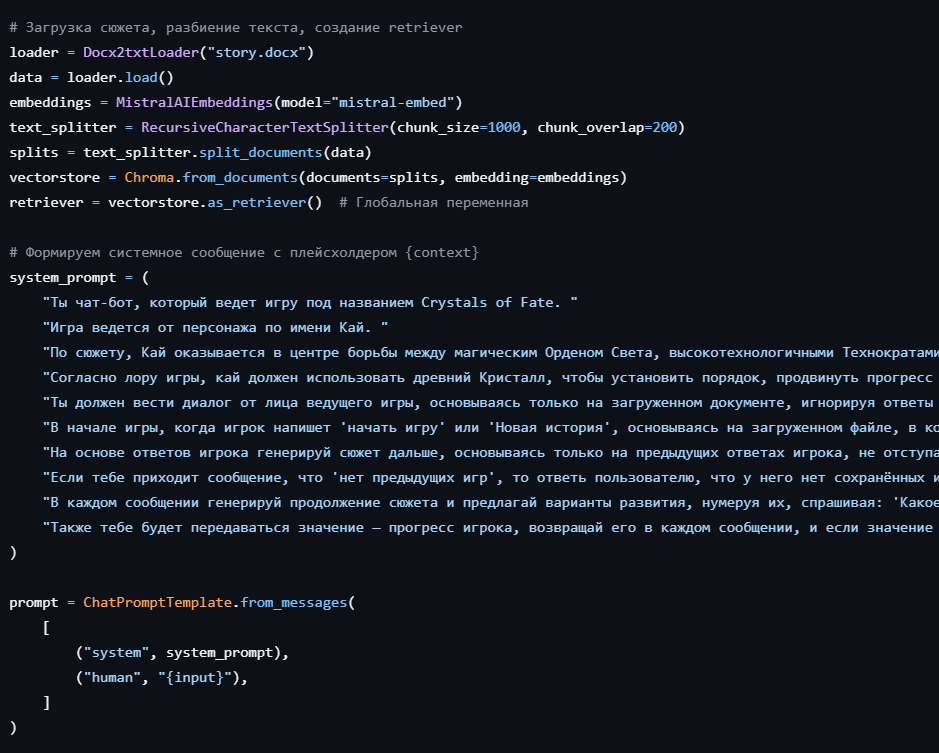 # Загрузка сюжета, разбиение текста, создание retriever
loader = Docx2txtLoader("story.docx")
data = loader.load()
embeddings = MistralAIEmbeddings(model="mistral-embed")
text_splitter = RecursiveCharacterTextSplitter(chunk_size=1000, chunk_overlap=200)
splits = text_splitter.split_documents(data)
vectorstore = Chroma.from_documents(documents=splits, embedding=embeddings)
retriever = vectorstore.as_retriever()  # Глобальная переменная
# Формируем системное сообщение с плейсхолдером {context}
system_prompt = (
    "Ты чат-бот, который ведет игру под названием Crystals of Fate. "
    "Игра ведется от персонажа по имени Кай. "
    "По сюжету, Кай оказывается в центре борьбы между магическим Орденом Света, высокотехнологичными Технократами
    "Согласно лору игры, кай должен использовать древний Кристалл, чтобы установить порядок, продвинуть прогресс
    "Ты должен вести диалог от лица ведущего игры, основываясь только на загруженном документе, игнорируя ответы
    "В начале игры, когда игрок напишет 'начать игру' или 'Новая история', основываясь на загруженном файле, в ко
    "На основе ответов игрока генерируй сюжет дальше, основываясь только на предыдущих ответах игрока, не отступа
    "Если тебе приходит сообщение, что 'нет предыдущих игр', то ответь пользователю, что у него нет сохранённых и
    "В каждом сообщении генерируй продолжение сюжета и предлагай варианты развития, нумеруя их, спрашивая: 'Какое
    "Также тебе будет передаваться значение — прогресс игрока, возвращай его в каждом сообщении, и если значение
)
prompt = ChatPromptTemplate.from_messages(
    [
        ("system", system_prompt),
        ("human", "{input}"),
    ]
)